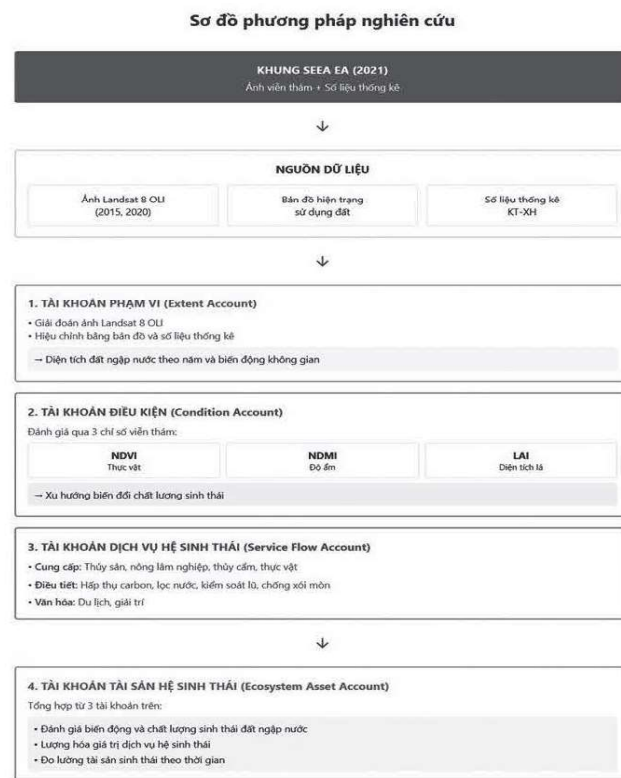 Sơ đồ phương pháp nghiên cứu
KHUNG SEEA EA (2021)
Ảnh viễn thám + Số liệu thống kê
↓
NGUỒN DỮ LIỆU
Ảnh Landsat 8 OLI
(2015, 2020)
Bản đồ hiện trạng
sử dụng đất
Số liệu thống kê
KT-XH
↓
1. TÀI KHOẢN PHẠM VI (Extent Account)
• Giải đoán ảnh Landsat 8 OLI
• Hiệu chỉnh bằng bản đồ và số liệu thống kê
→ Diện tích đất ngập nước theo năm và biến động không gian
2. TÀI KHOẢN ĐIỀU KIỆN (Condition Account)
Đánh giá qua 3 chỉ số viễn thám:
NDVI
Thực vật
NDMI
Độ ẩm
LAI
Diện tích lá
→ Xu hướng biến đổi chất lượng sinh thái
3. TÀI KHOẢN DỊCH VỤ HỆ SINH THÁI (Service Flow Account)
• Cung cấp: Thủy sản, nông lâm nghiệp, thủy cầm, thực vật
• Điều tiết: Hấp thụ carbon, lọc nước, kiểm soát lũ, chống xói mòn
• Văn hóa: Du lịch, giải trí
↓
4. TÀI KHOẢN TÀI SẢN HỆ SINH THÁI (Ecosystem Asset Account)
Tổng hợp từ 3 tài khoản trên:
• Đánh giá biến động và chất lượng sinh thái đất ngập nước
• Lượng hóa giá trị dịch vụ hệ sinh thái
• Đo lường tài sản sinh thái theo thời gian